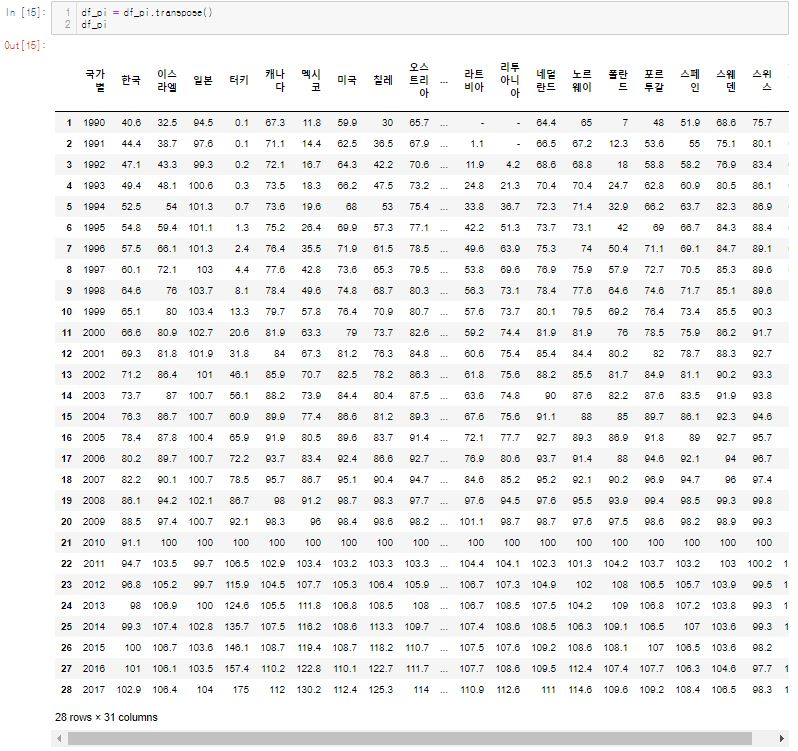 In [15]:
1 df_pi = df_pi.transpose()
2 df_pi
Out[15]:
국가별 한국 이스라엘 일본 터키 캐나다 멕시코 미국 칠레 오스트리아 ... 라트비아 리투아니아 네덜란드 노르웨이 폴란드 포르투갈 스페인 스웨덴 스위스
1 1990 40.6 32.5 94.5 0.1 67.3 11.8 59.9 30 65.7 ... - - 64.4 65 7 48 51.9 68.6 75.7
2 1991 44.4 38.7 97.6 0.1 71.1 14.4 62.5 36.5 67.9 ... 1.1 - 66.5 67.2 12.3 53.6 55 75.1 80.1
3 1992 47.1 43.3 99.3 0.2 72.1 16.7 64.3 42.2 70.6 ... 11.9 4.2 68.6 68.8 18 58.8 58.2 76.9 83.4
4 1993 49.4 48.1 100.6 0.3 73.5 18.3 66.2 47.5 73.2 ... 24.8 21.3 70.4 70.4 24.7 62.8 60.9 80.5 86.1
5 1994 52.5 54 101.3 0.7 73.6 19.6 68 53 75.4 ... 33.8 36.7 72.3 71.4 32.9 66.2 63.7 82.3 86.9
6 1995 54.8 59.4 101.1 1.3 75.2 26.4 69.9 57.3 77.1 ... 42.2 51.3 73.7 73.1 42 69 66.7 84.3 88.4
7 1996 57.5 66.1 101.3 2.4 76.4 35.5 71.9 61.5 78.5 ... 49.6 63.9 75.3 74 50.4 71.1 69.1 84.7 89.1
8 1997 60.1 72.1 103 4.4 77.6 42.8 73.6 65.3 79.5 ... 53.8 69.6 76.9 75.9 57.9 72.7 70.5 85.3 89.6
9 1998 64.6 76 103.7 8.1 78.4 49.6 74.8 68.7 80.3 ... 56.3 73.1 78.4 77.6 64.6 74.6 71.7 85.1 89.6
10 1999 65.1 80 103.4 13.3 79.7 57.8 76.4 70.9 80.7 ... 57.6 73.7 80.1 79.5 69.2 76.4 73.4 85.5 90.3
11 2000 66.6 80.9 102.7 20.6 81.9 63.3 79 73.7 82.6 ... 59.2 74.4 81.9 81.9 76 78.5 75.9 86.2 91.7
12 2001 69.3 81.8 101.9 31.8 84 67.3 81.2 76.3 84.8 ... 60.6 75.4 85.4 84.4 80.2 82 78.7 88.3 92.7
13 2002 71.2 86.4 101 46.1 85.9 70.7 82.5 78.2 86.3 ... 61.8 75.6 88.2 85.5 81.7 84.9 81.1 90.2 93.3
14 2003 73.7 87 100.7 56.1 88.2 73.9 84.4 80.4 87.5 ... 63.6 74.8 90 87.6 82.2 87.6 83.5 91.9 93.8
15 2004 76.3 86.7 100.7 60.9 89.9 77.4 86.6 81.2 89.3 ... 67.6 75.6 91.1 88 85 89.7 86.1 92.3 94.6
16 2005 78.4 87.8 100.4 65.9 91.9 80.5 89.6 83.7 91.4 ... 72.1 77.7 92.7 89.3 86.9 91.8 89 92.7 95.7
17 2006 80.2 89.7 100.7 72.2 93.7 83.4 92.4 86.6 92.7 ... 76.9 80.6 93.7 91.4 88 94.6 92.1 94 96.7
18 2007 82.2 90.1 100.7 78.5 95.7 86.7 95.1 90.4 94.7 ... 84.6 85.2 95.2 92.1 90.2 96.9 94.7 96 97.4
19 2008 86.1 94.2 102.1 86.7 98 91.2 98.7 98.3 97.7 ... 97.6 94.5 97.6 95.5 93.9 99.4 98.5 99.3 99.8
20 2009 88.5 97.4 100.7 92.1 98.3 96 98.4 98.6 98.2 ... 101.1 98.7 98.7 97.6 97.5 98.6 98.2 98.9 99.3
21 2010 91.1 100 100 100 100 100 100 100 100 ... 100 100 100 100 100 100 100 100 100
22 2011 94.7 103.5 99.7 106.5 102.9 103.4 103.2 103.3 103.3 ... 104.4 104.1 102.3 101.3 104.2 103.7 103.2 103 100.2 1
23 2012 96.8 105.2 99.7 115.9 104.5 107.7 105.3 106.4 105.9 ... 106.7 107.3 104.9 102 108 106.5 105.7 103.9 99.5 1
24 2013 98 106.9 100 124.6 105.5 111.8 106.8 108.5 108 ... 106.7 108.5 107.5 104.2 109 106.8 107.2 103.8 99.3 1
25 2014 99.3 107.4 102.8 135.7 107.5 116.2 108.6 113.3 109.7 ... 107.4 108.6 108.5 106.3 109.1 106.5 107 103.6 99.3 1
26 2015 100 106.7 103.6 146.1 108.7 119.4 108.7 118.2 110.7 ... 107.5 107.6 109.2 108.6 108.1 107 106.5 103.6 98.2
27 2016 101 106.1 103.5 157.4 110.2 122.8 110.1 122.7 111.7 ... 107.7 108.6 109.5 112.4 107.4 107.7 106.3 104.6 97.7 1
28 2017 102.9 106.4 104 175 112 130.2 112.4 125.3 114 ... 110.9 112.6 111 114.6 109.6 109.2 108.4 106.5 98.3 1
28 rows × 31 columns